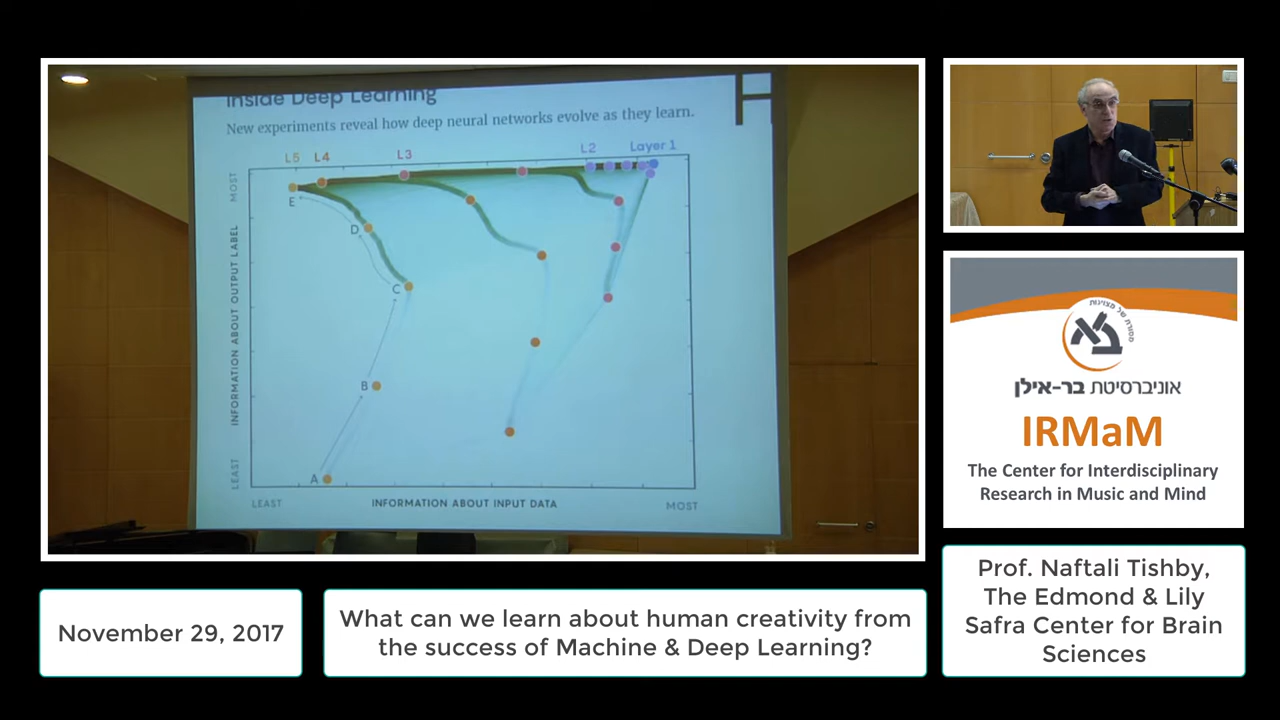 Inside Deep Learning
New experiments reveal how deep neural networks evolve as they learn.
L5 L4 L3 L2 Layer 1
MOST
INFORMATION ABOUT OUTPUT LABEL
LEAST
E
D
C
B
A
LEAST INFORMATION ABOUT INPUT DATA MOST
מסורת של מצוינות
אוניברסיטת בר-אילן
IRMaM
The Center for Interdisciplinary
Research in Music and Mind
November 29, 2017
What can we learn about human creativity from
the success of Machine & Deep Learning?
Prof. Naftali Tishby,
The Edmond & Lily
Safra Center for Brain
Sciences